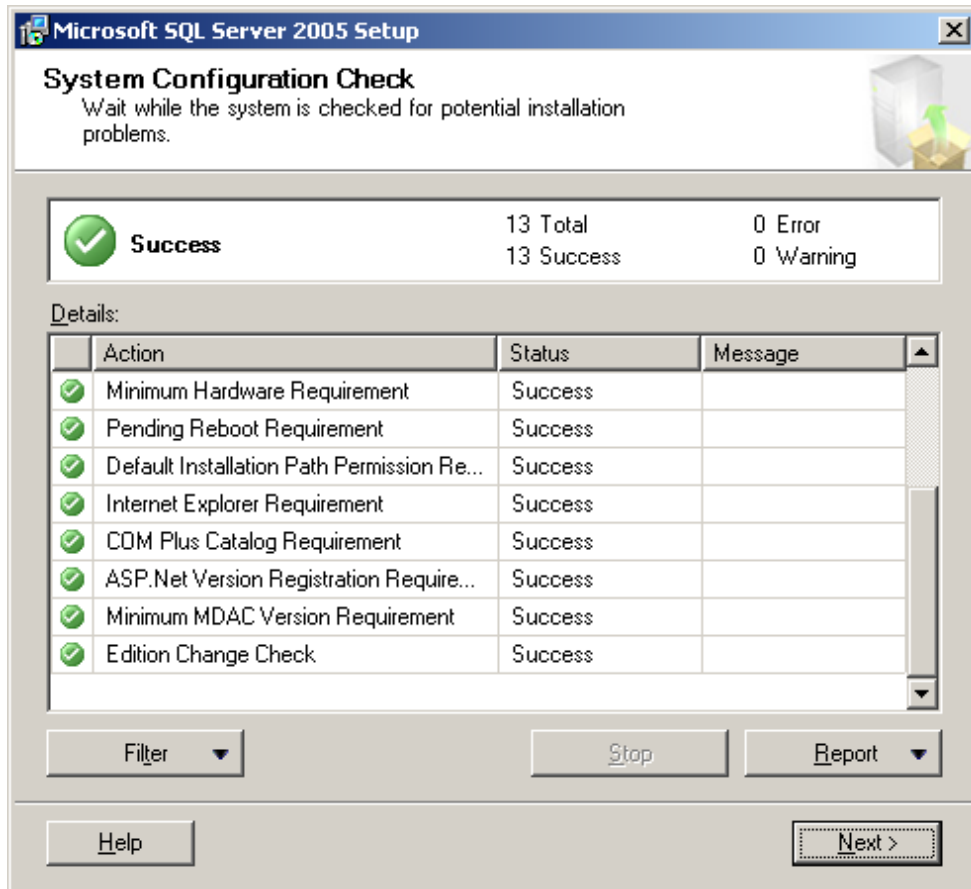 Microsoft SQL Server 2005 Setup
System Configuration Check
Wait while the system is checked for potential installation
problems.
Success 13 Total 0 Error
13 Success 0 Warning
Details:
Action Status Message
Minimum Hardware Requirement Success
Pending Reboot Requirement Success
Default Installation Path Permission Re... Success
Internet Explorer Requirement Success
COM Plus Catalog Requirement Success
ASP.Net Version Registration Require... Success
Minimum MDAC Version Requirement Success
Edition Change Check Success
Filter Stop Report
Help Next >